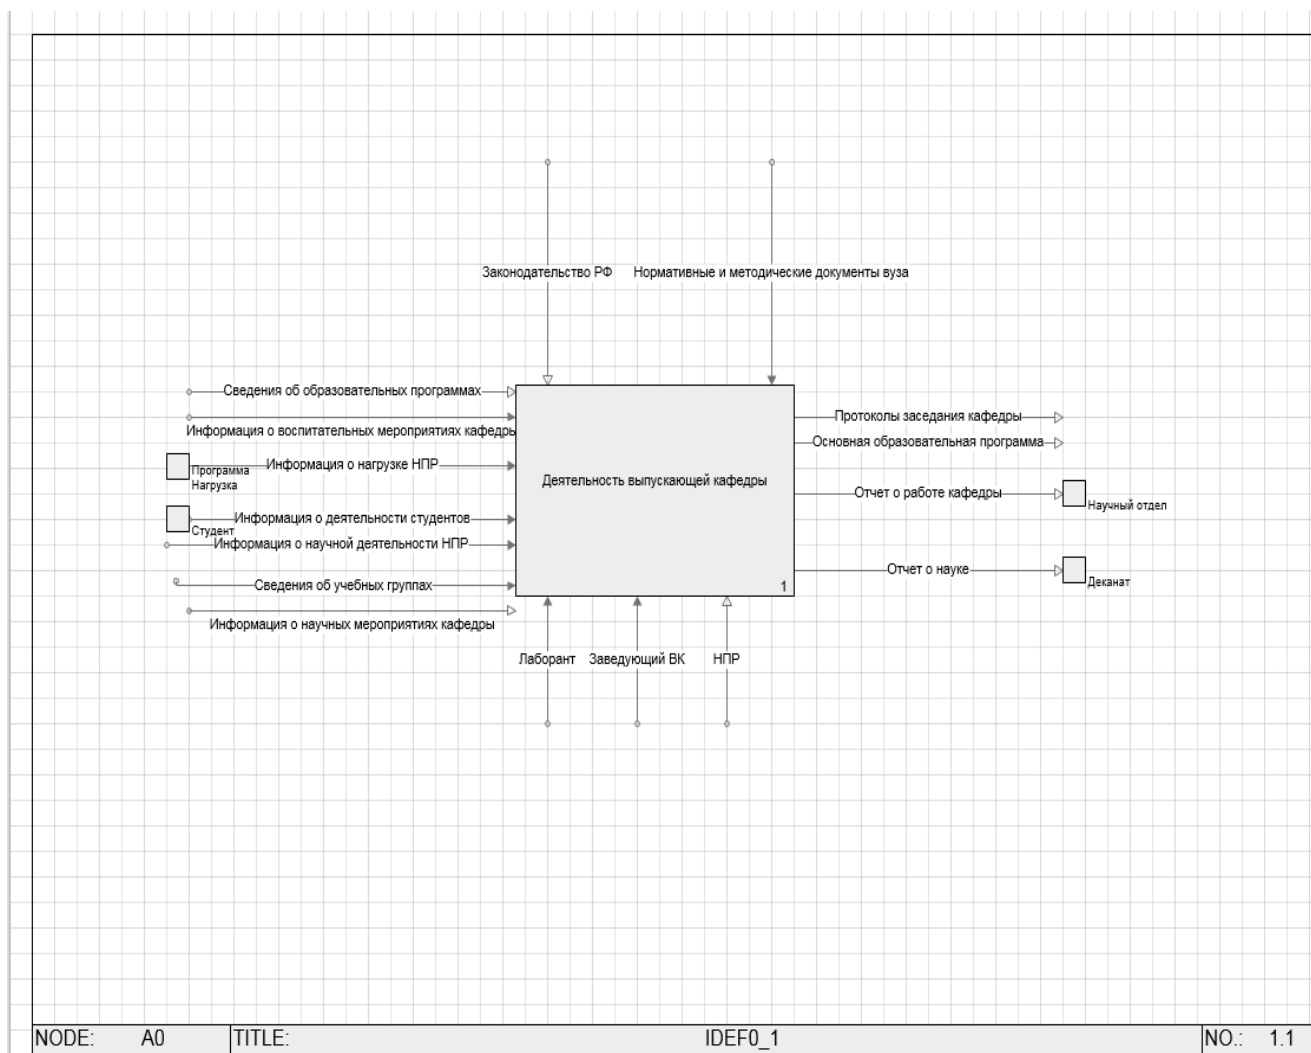 Законодательство РФ
Нормативные и методические документы вуза
Сведения об образовательных программах
Информация о воспитательных мероприятиях кафедры
Программа
Нагрузка
Информация о нагрузке НПР
Студент
Информация о деятельности студентов
Информация о научной деятельности НПР
Сведения об учебных группах
Информация о научных мероприятиях кафедры
Деятельность выпускающей кафедры
1
Протоколы заседания кафедры
Основная образовательная программа
Отчет о работе кафедры
Научный отдел
Отчет о науке
Деканат
Лаборант
Заведующий ВК
НПР
NODE: A0
TITLE: IDEF0_1
NO.: 1.1